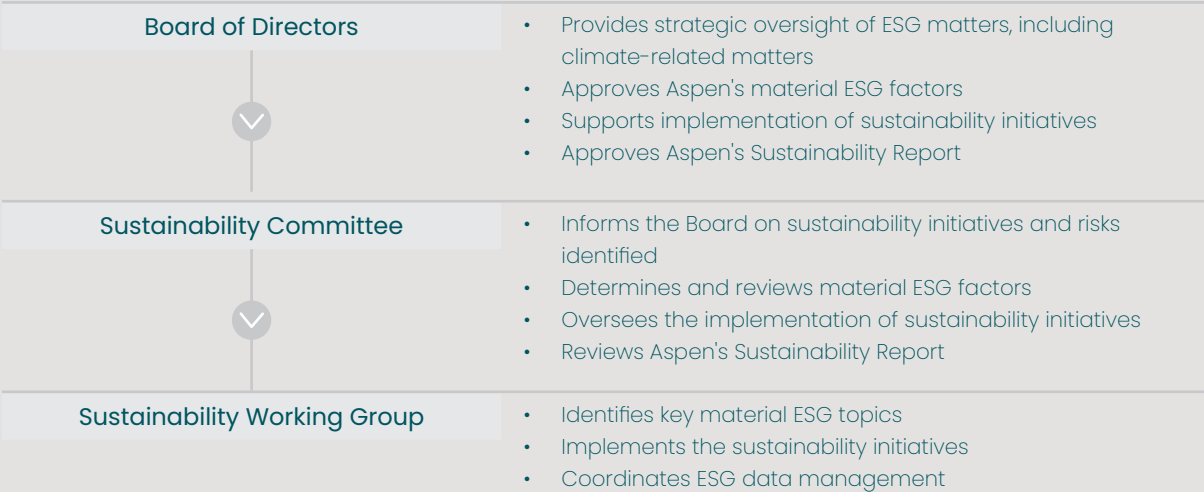 Board of Directors
• Provides strategic oversight of ESG matters, including
climate-related matters
• Approves Aspen's material ESG factors
• Supports implementation of sustainability initiatives
• Approves Aspen's Sustainability Report
Sustainability Committee
• Informs the Board on sustainability initiatives and risks
identified
• Determines and reviews material ESG factors
• Oversees the implementation of sustainability initiatives
• Reviews Aspen's Sustainability Report
Sustainability Working Group
• Identifies key material ESG topics
• Implements the sustainability initiatives
• Coordinates ESG data management